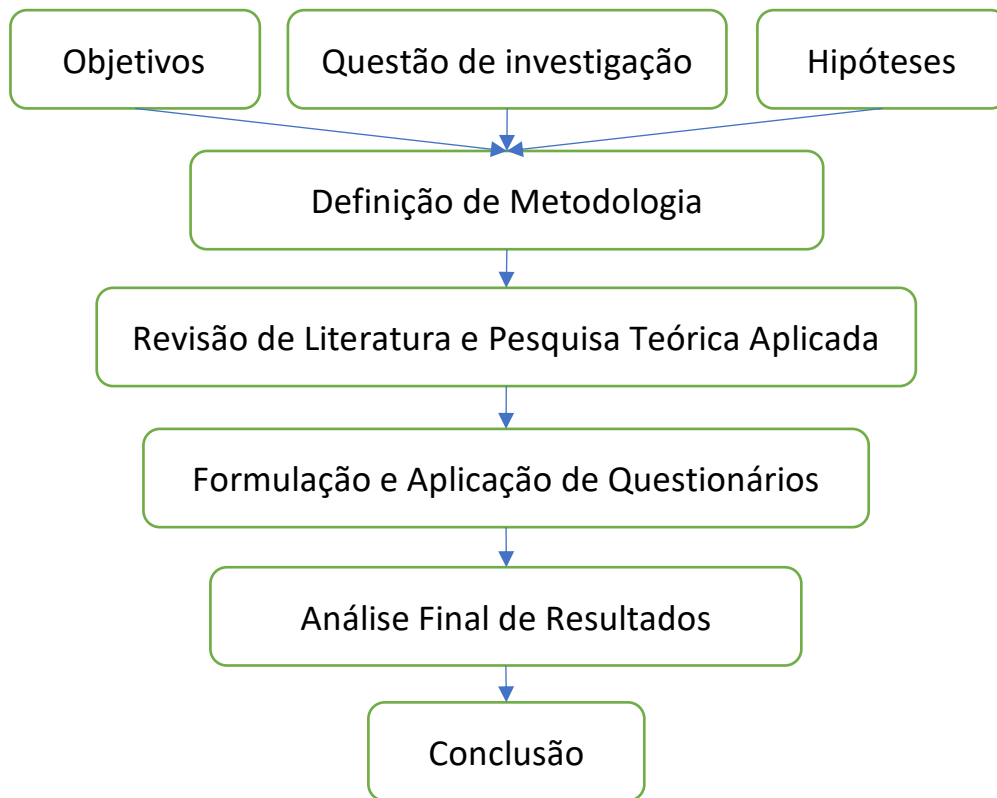 Objetivos
Questão de investigação
Hipóteses
Definição de Metodologia
Revisão de Literatura e Pesquisa Teórica Aplicada
Formulação e Aplicação de Questionários
Análise Final de Resultados
Conclusão